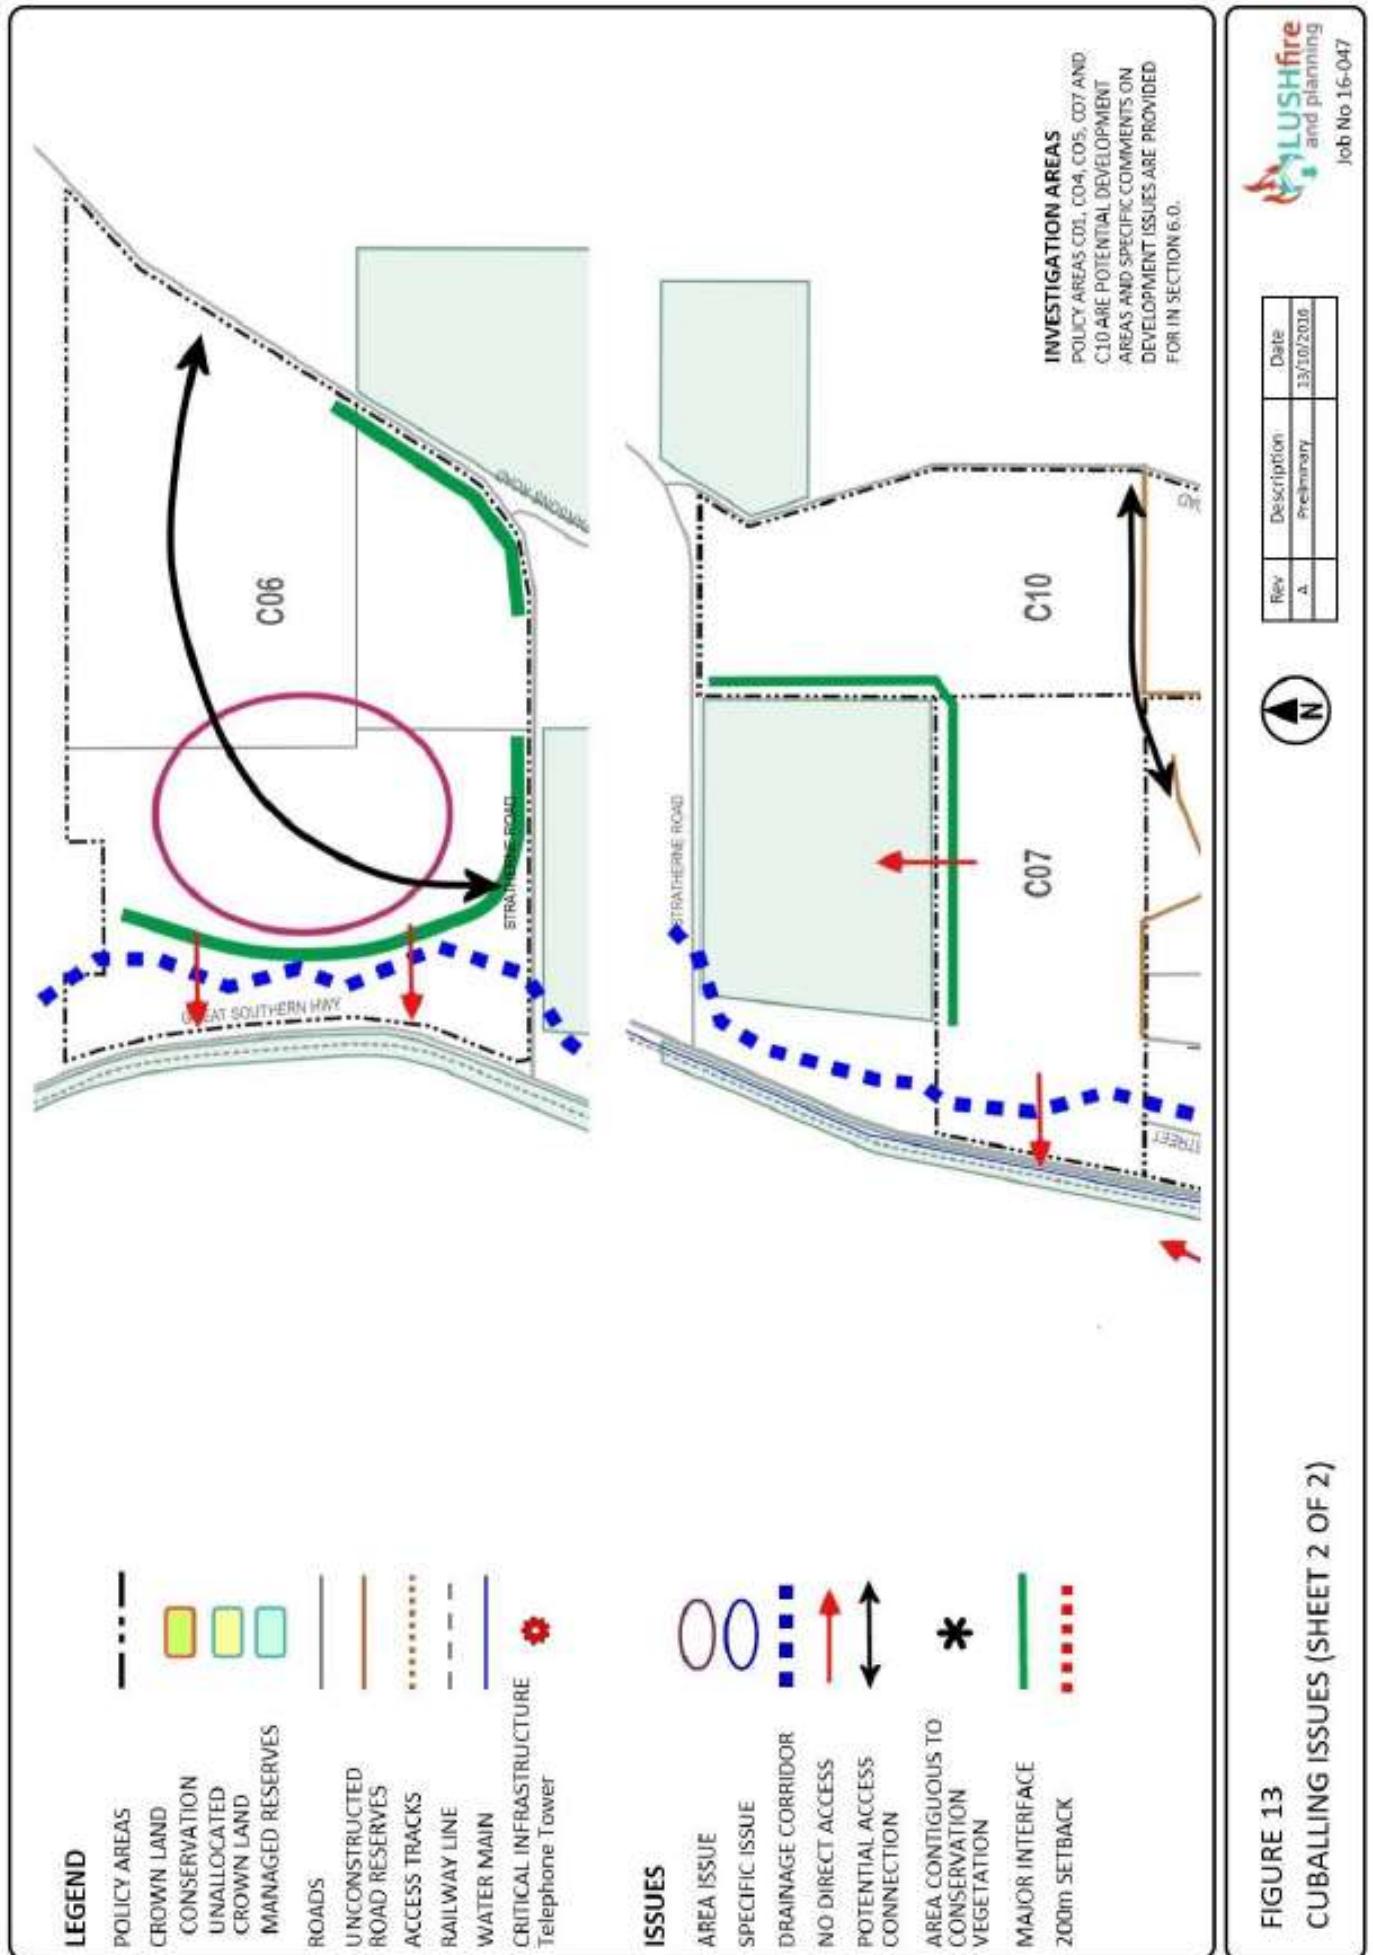 LEGEND
POLICY AREAS
CROWN LAND
CONSERVATION
UNALLOCATED
CROWN LAND
MANAGED RESERVES
ROADS
UNCONSTRUCTED
ROAD RESERVES
ACCESS TRACKS
RAILWAY LINE
WATER MAIN
CRITICAL INFRASTRUCTURE
Telephone Tower
ISSUES
AREA ISSUE
SPECIFIC ISSUE
DRAINAGE CORRIDOR
NO DIRECT ACCESS
POTENTIAL ACCESS
CONNECTION
AREA CONTIGUOUS TO
CONSERVATION
VEGETATION
MAJOR INTERFACE
200m SETBACK
C06
SOUTHERN HWY
STRATHERNE ROAD
ROAD
STRATHERNE ROAD
C10
C07
TREET
INVESTIGATION AREAS
POLICY AREAS C01, C04, C05, C07 AND
C10 ARE POTENTIAL DEVELOPMENT
AREAS AND SPECIFIC COMMENTS ON
DEVELOPMENT ISSUES ARE PROVIDED
FOR IN SECTION 6.0.
FIGURE 13
CUBALLING ISSUES (SHEET 2 OF 2)
N
Rev Description Date
A Preliminary 13/10/2016
LUSHfire
and planning
Job No 16-047